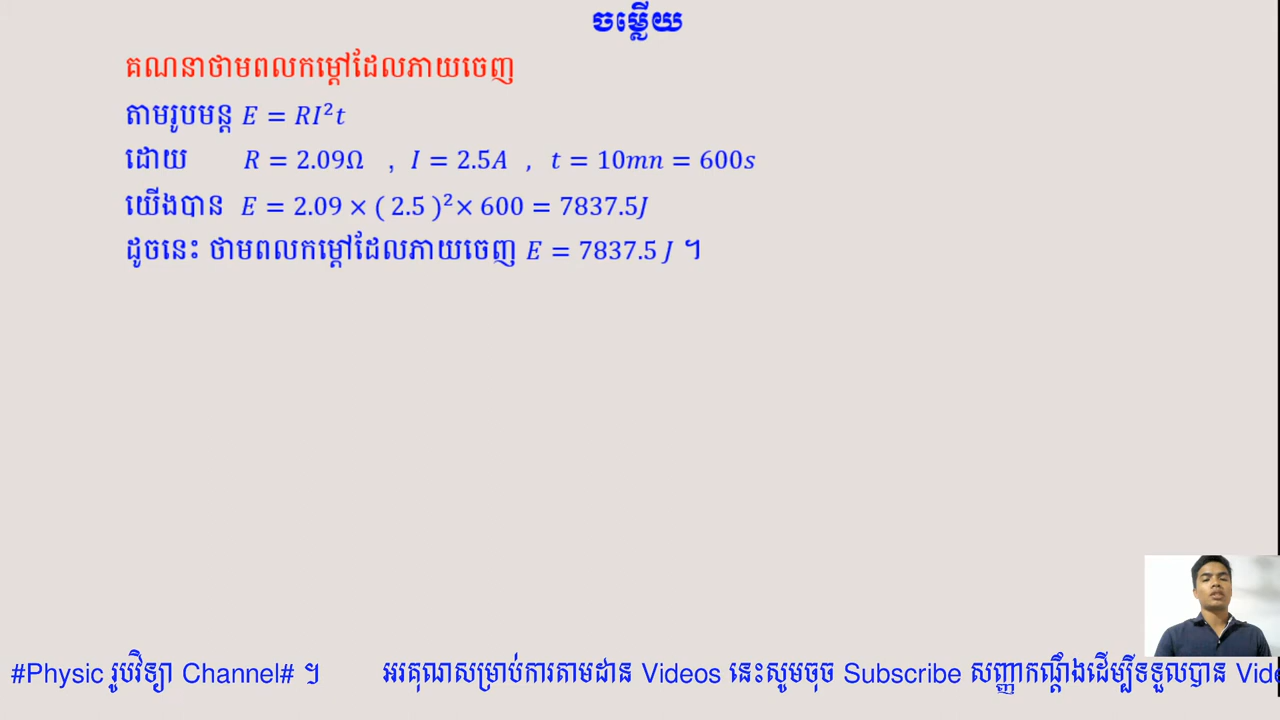 ចម្លើយ
គណនាថាមពលកម្ដៅដែលភាយចេញ
តាមរូបមន្ត E = RI²t
ដោយ R = 2.09Ω , I = 2.5A , t = 10mn = 600s
យើងបាន E = 2.09 × ( 2.5 )² × 600 = 7837.5J
ដូចនេះ ថាមពលកម្ដៅដែលភាយចេញ E = 7837.5 J ។
#Physic រូបវិទ្យា Channel# ។ អរគុណសម្រាប់ការតាមដាន Videos នេះសូមចុច Subscribe សញ្ញាកណ្ដឹងដើម្បីទទួលបាន